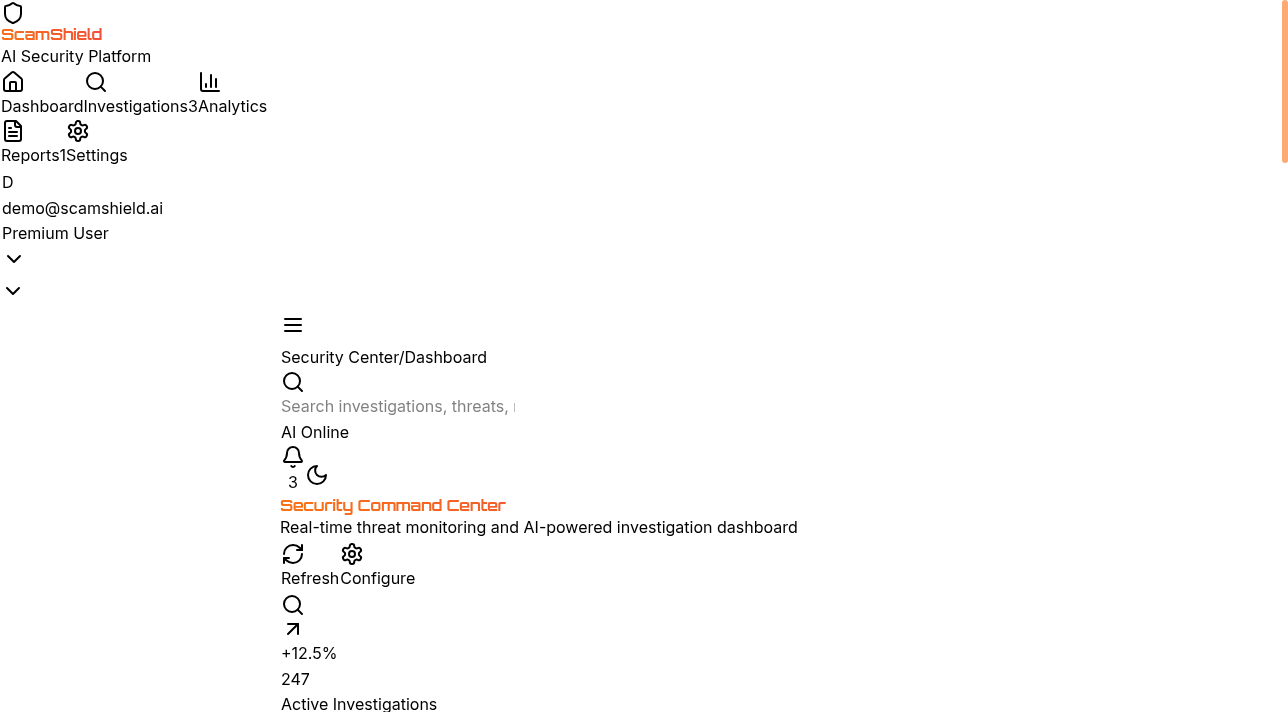 ScamShield
AI Security Platform
DashboardInvestigations3Analytics
Reports1Settings
D
demo@scamshield.ai
Premium User
Security Center/Dashboard
Search investigations, threats,
AI Online
3
Security Command Center
Real-time threat monitoring and AI-powered investigation dashboard
RefreshConfigure
+12.5%
247
Active Investigations